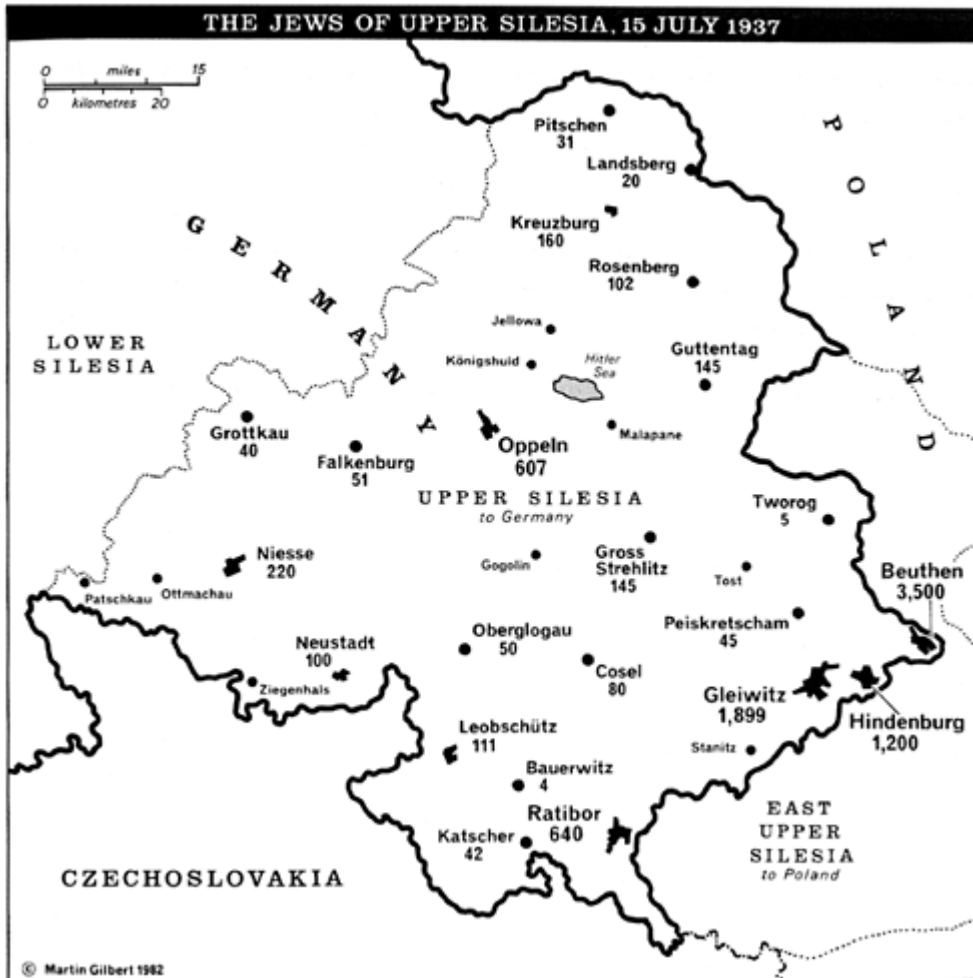 THE JEWS OF UPPER SILESIA, 15 JULY 1937
0 miles 15
0 kilometres 20
Pitschen
31
Landsberg
20
Kreuzburg
160
Rosenberg
102
POLAND
GERMANY
LOWER
SILESIA
Jellowa
Königshuld
Hitler
Sea
Guttentag
145
Malapane
Grottkau
40
Falkenburg
51
Oppeln
607
UPPER SILESIA
to Germany
Tworog
5
Niesse
220
Gogolin
Gross
Strehlitz
145
Tost
Beuthen
3,500
Patschkau
Ottmachau
Peiskretscham
45
Neustadt
100
Oberglogau
50
Cosel
80
Ziegenhals
Gleiwitz
1,899
Hindenburg
1,200
Leobschütz
111
Stanitz
Bauerwitz
4
Ratibor
640
Katscher
42
EAST
UPPER
SILESIA
to Poland
CZECHOSLOVAKIA
© Martin Gilbert 1982